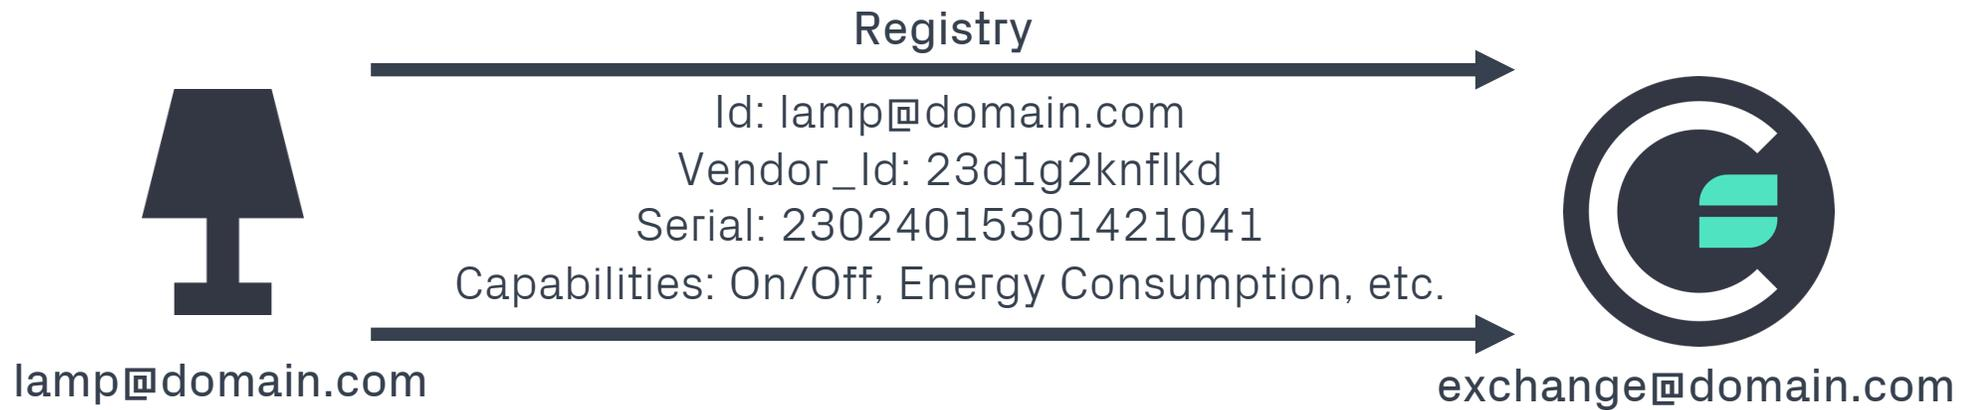 Registry
Id: lamp@domain.com
Vendor_Id: 23d1g2knflkd
Serial: 23024015301421041
Capabilities: On/Off, Energy Consumption, etc.
lamp@domain.com
exchange@domain.com